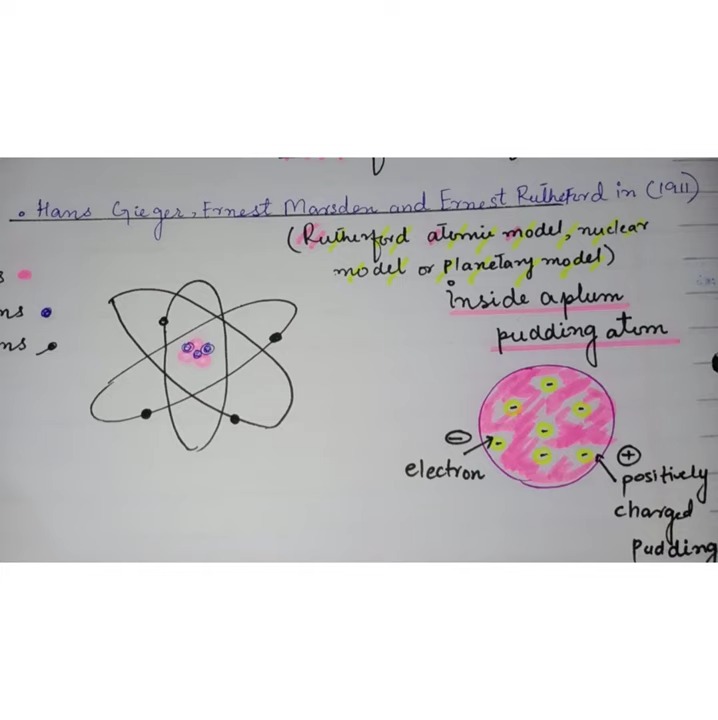 • Hans Gieger, Ernest Marsden and Ernest Rutheford in (1911)
(Rutherford atomic model, nuclear
model or planetary model)
Inside a plum
pudding atom
electron
positively
charged
pudding